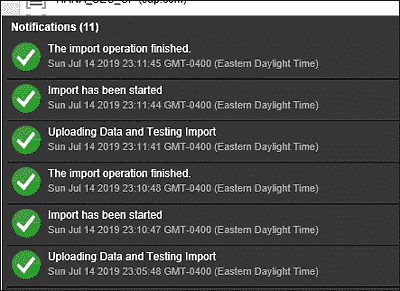 Notifications (11)
The import operation finished.
Sun Jul 14 2019 23:11:45 GMT-0400 (Eastern Daylight Time)
Import has been started
Sun Jul 14 2019 23:11:44 GMT-0400 (Eastern Daylight Time)
Uploading Data and Testing Import
Sun Jul 14 2019 23:11:41 GMT-0400 (Eastern Daylight Time)
The import operation finished.
Sun Jul 14 2019 23:10:48 GMT-0400 (Eastern Daylight Time)
Import has been started
Sun Jul 14 2019 23:10:47 GMT-0400 (Eastern Daylight Time)
Uploading Data and Testing Import
Sun Jul 14 2019 23:05:48 GMT-0400 (Eastern Daylight Time)